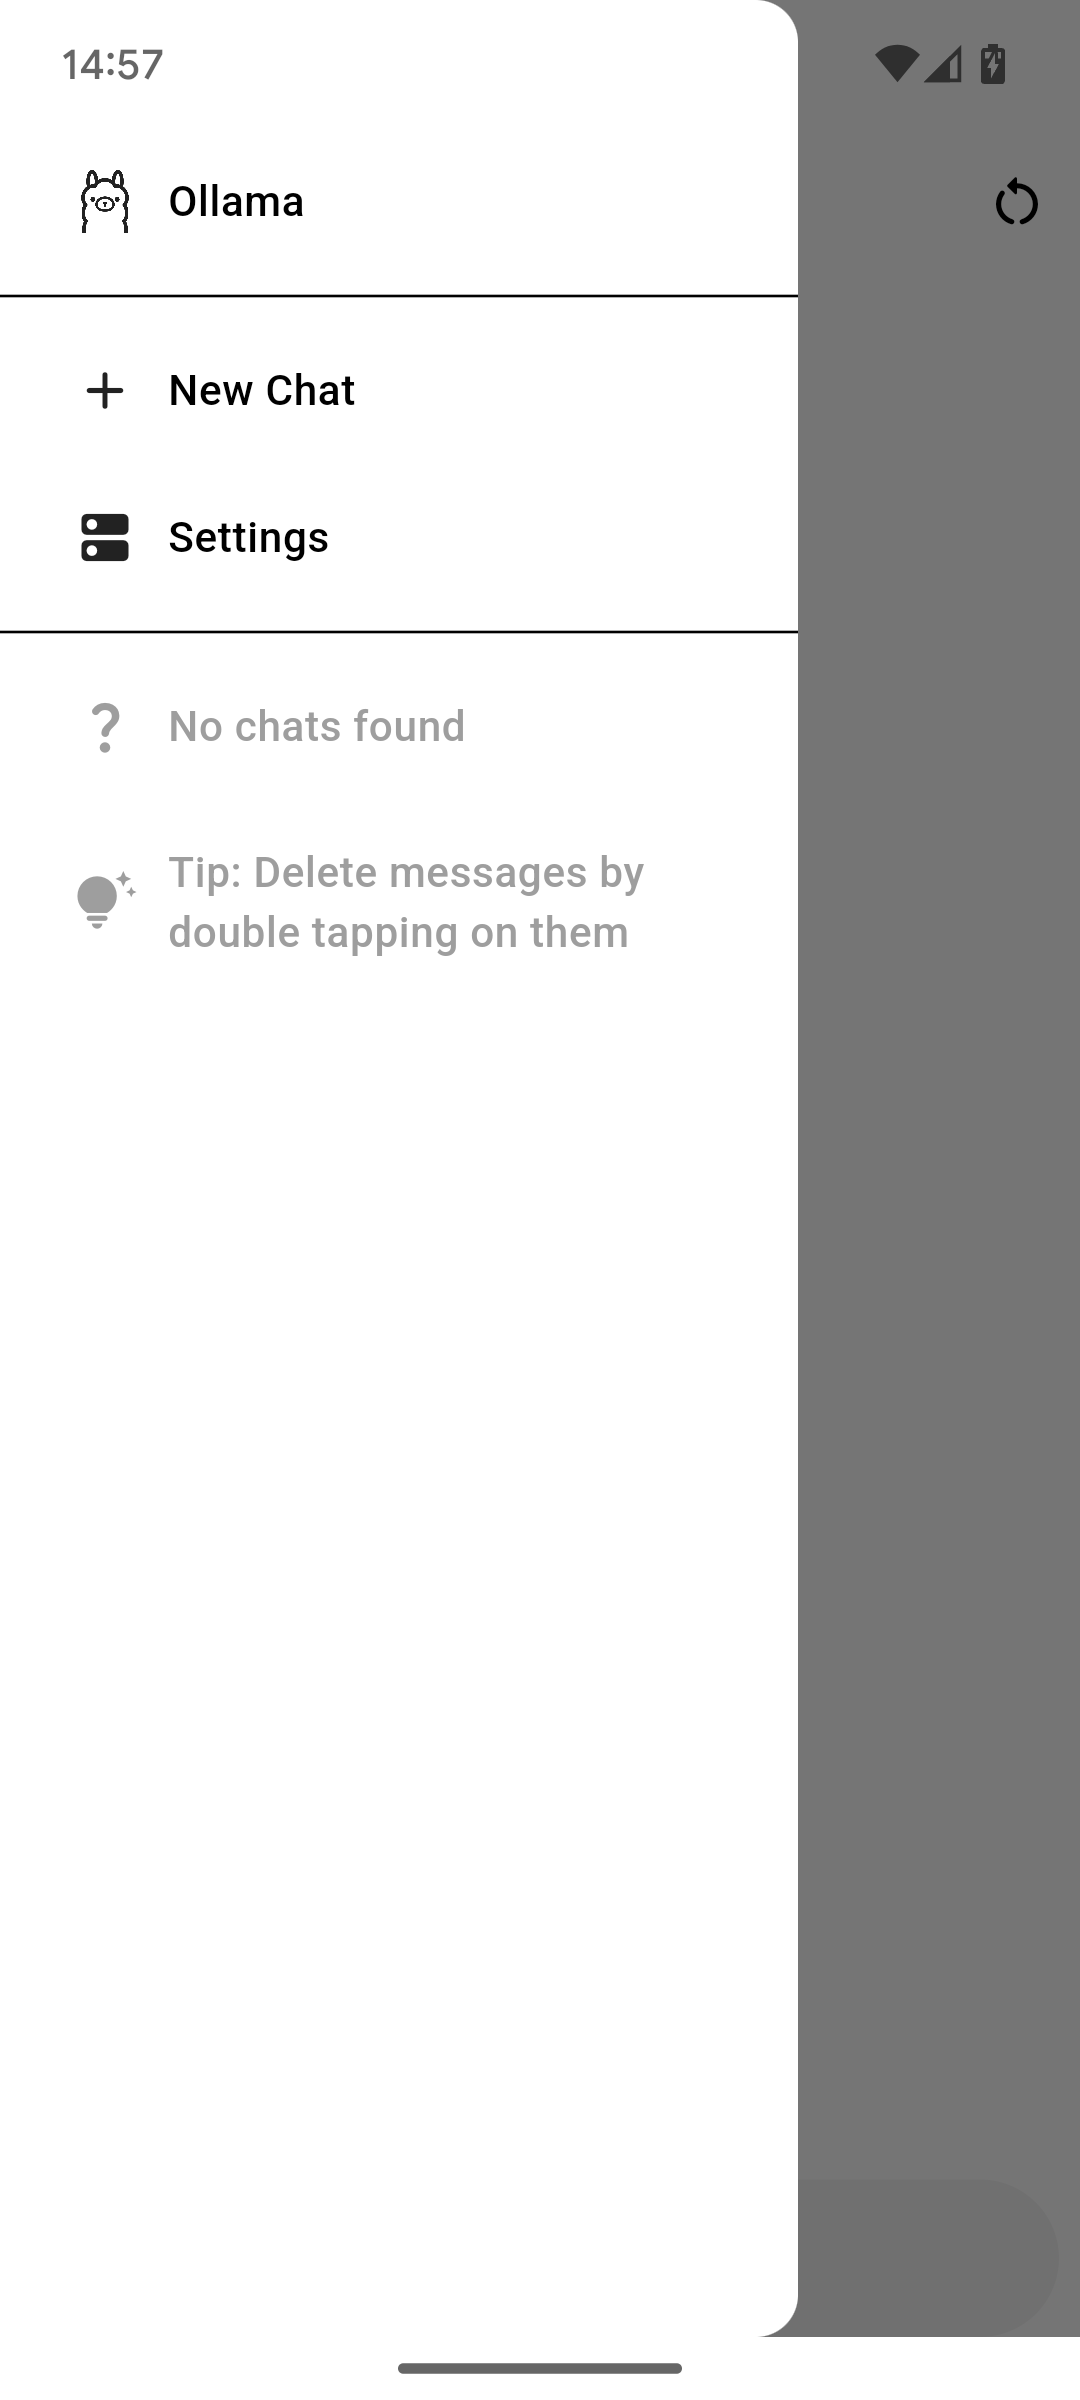 14:57
Ollama
New Chat
Settings
No chats found
Tip: Delete messages by
double tapping on them